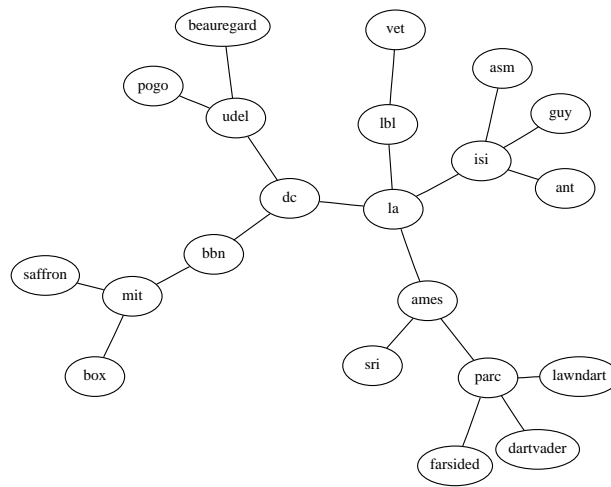 beauregard
vet
asm
pogo
guy
udel
lbl
isi
ant
dc
la
bbn
saffron
mit
ames
box
sri
parc
lawndart
dartvader
farsided